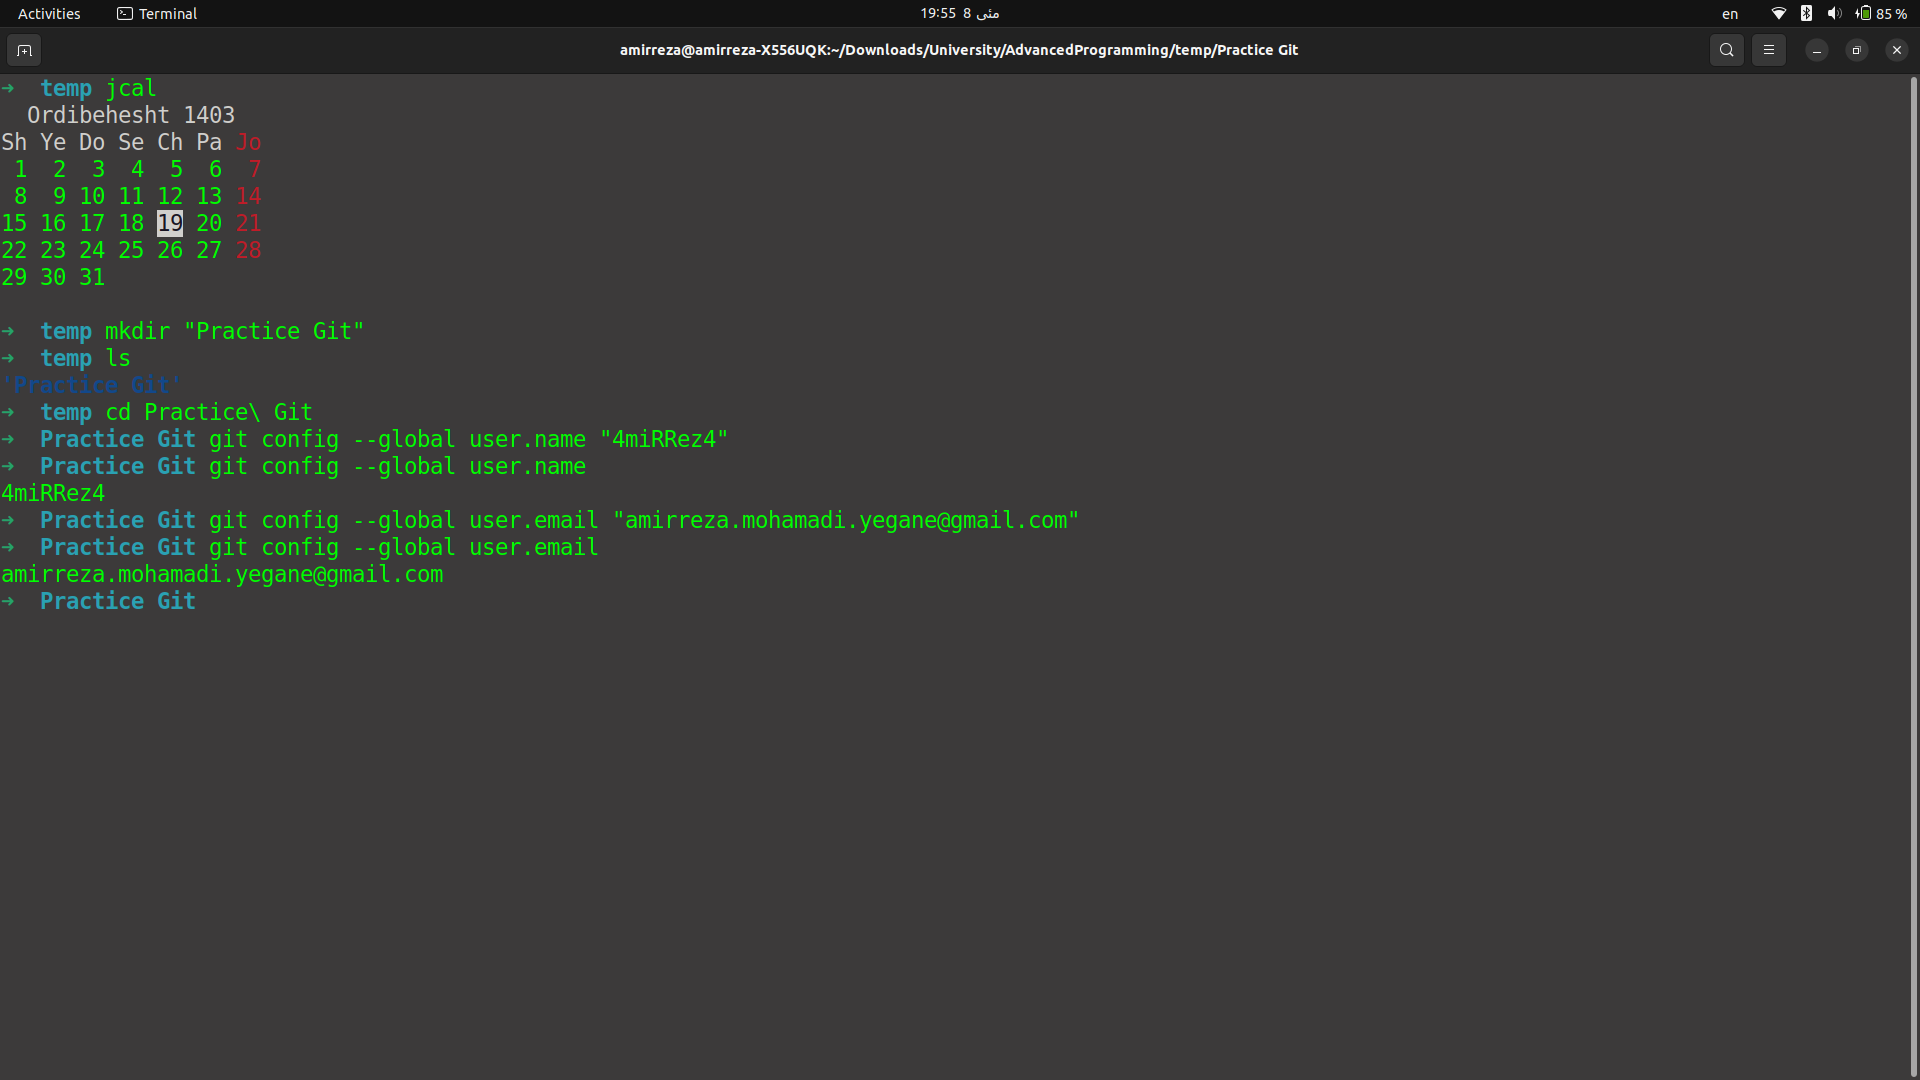 Activities Terminal 19:55 8 مئی en 85 %
amirreza@amirreza-X556UQK:~/Downloads/University/AdvancedProgramming/temp/Practice Git
➜  temp jcal
  Ordibehesht 1403
Sh Ye Do Se Ch Pa Jo
 1  2  3  4  5  6  7
 8  9 10 11 12 13 14
15 16 17 18 19 20 21
22 23 24 25 26 27 28
29 30 31
➜  temp mkdir "Practice Git"
➜  temp ls
'Practice Git'
➜  temp cd Practice\ Git
➜  Practice Git git config --global user.name "4miRRez4"
➜  Practice Git git config --global user.name
4miRRez4
➜  Practice Git git config --global user.email "amirreza.mohamadi.yegane@gmail.com"
➜  Practice Git git config --global user.email
amirreza.mohamadi.yegane@gmail.com
➜  Practice Git